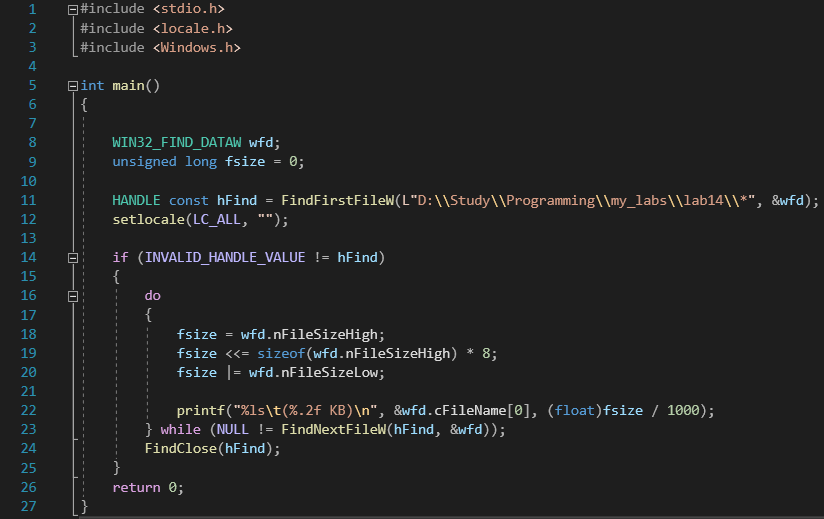 1 #include <stdio.h>
2 #include <locale.h>
3 #include <Windows.h>
4
5 int main()
6 {
7
8 WIN32_FIND_DATAW wfd;
9 unsigned long fsize = 0;
10
11 HANDLE const hFind = FindFirstFileW(L"D:\\Study\\Programming\\my_labs\\lab14\\*", &wfd);
12 setlocale(LC_ALL, "");
13
14 if (INVALID_HANDLE_VALUE != hFind)
15 {
16 do
17 {
18 fsize = wfd.nFileSizeHigh;
19 fsize <<= sizeof(wfd.nFileSizeHigh) * 8;
20 fsize |= wfd.nFileSizeLow;
21
22 printf("%ls\t(%.2f KB)\n", &wfd.cFileName[0], (float)fsize / 1000);
23 } while (NULL != FindNextFileW(hFind, &wfd));
24 FindClose(hFind);
25 }
26 return 0;
27 }